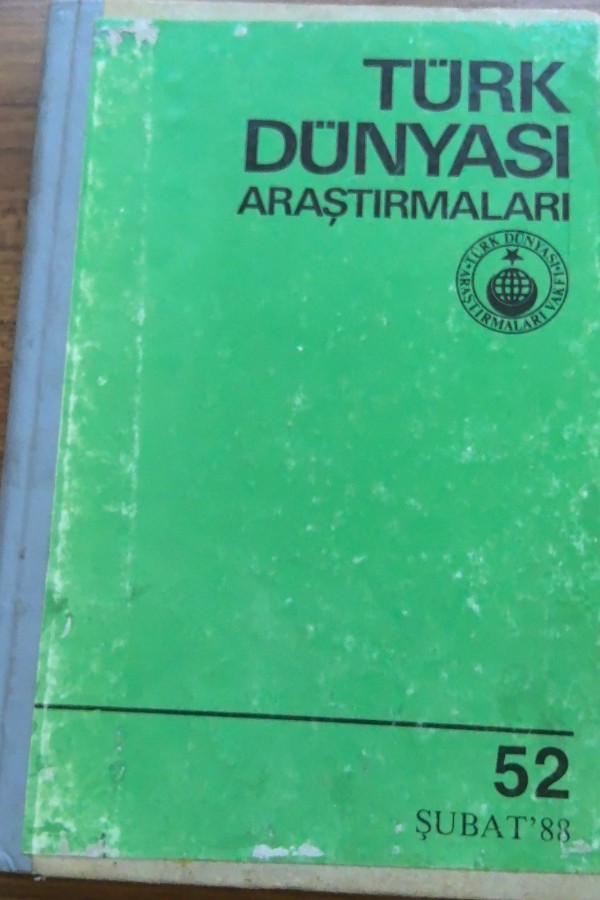 TÜRK
DÜNYASI
ARAŞTIRMALARI
TÜRK DÜNYASI
ARAŞTIRMALARI VAKFI
52
ŞUBAT'88